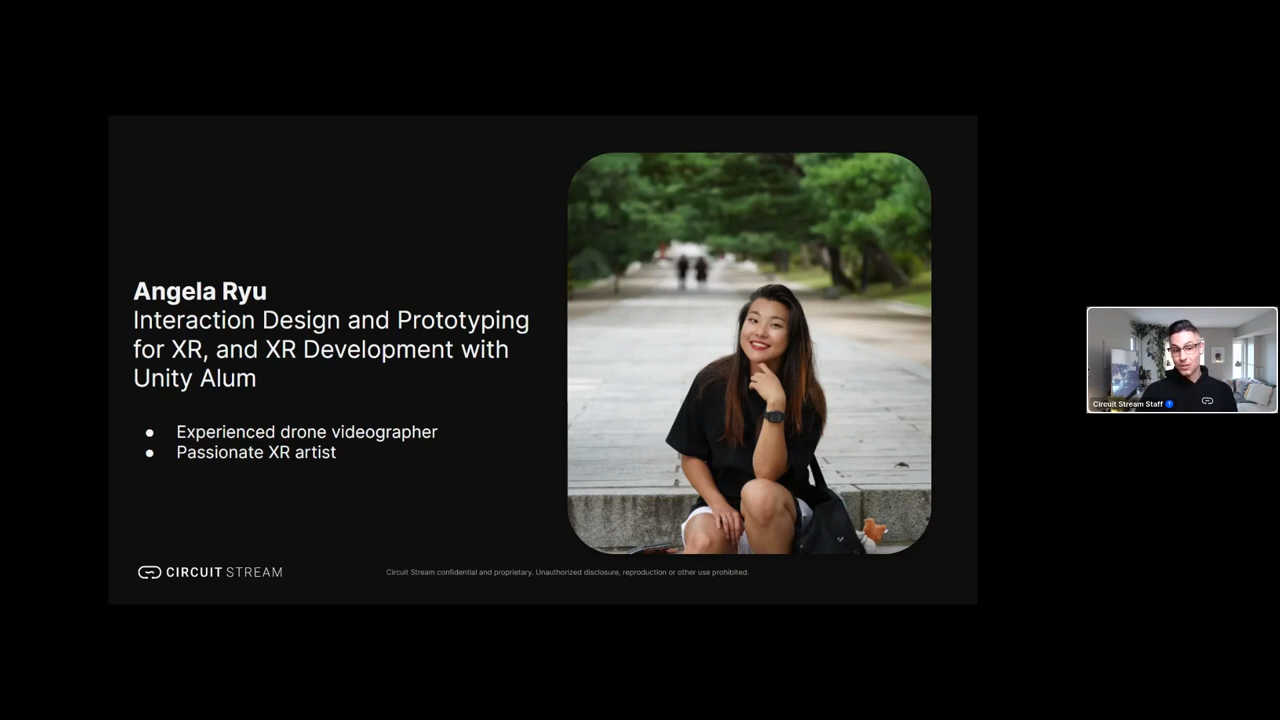 Angela Ryu
Interaction Design and Prototyping
for XR, and XR Development with
Unity Alum
● Experienced drone videographer
● Passionate XR artist
CIRCUIT STREAM
Circuit Stream confidential and proprietary. Unauthorized disclosure, reproduction or other use prohibited.
Circuit Stream Staff